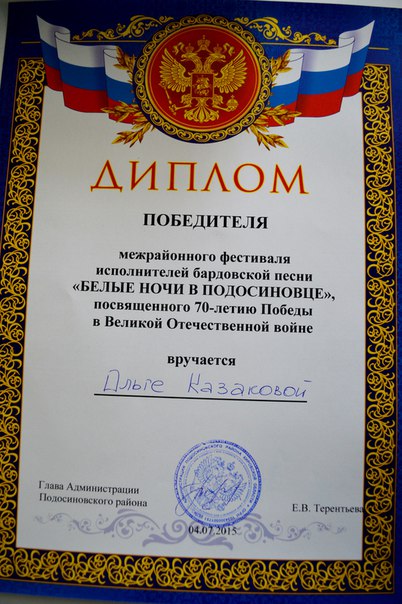 ДИПЛОМ
ПОБЕДИТЕЛЯ
межрайонного фестиваля
исполнителей бардовской песни
«БЕЛЫЕ НОЧИ В ПОДОСИНОВЦЕ»,
посвященного 70-летию Победы
в Великой Отечественной войне
вручается
Ольге Казаковой
Глава Администрации
Подосиновского района
Е.В. Терентьева
04.07.2015